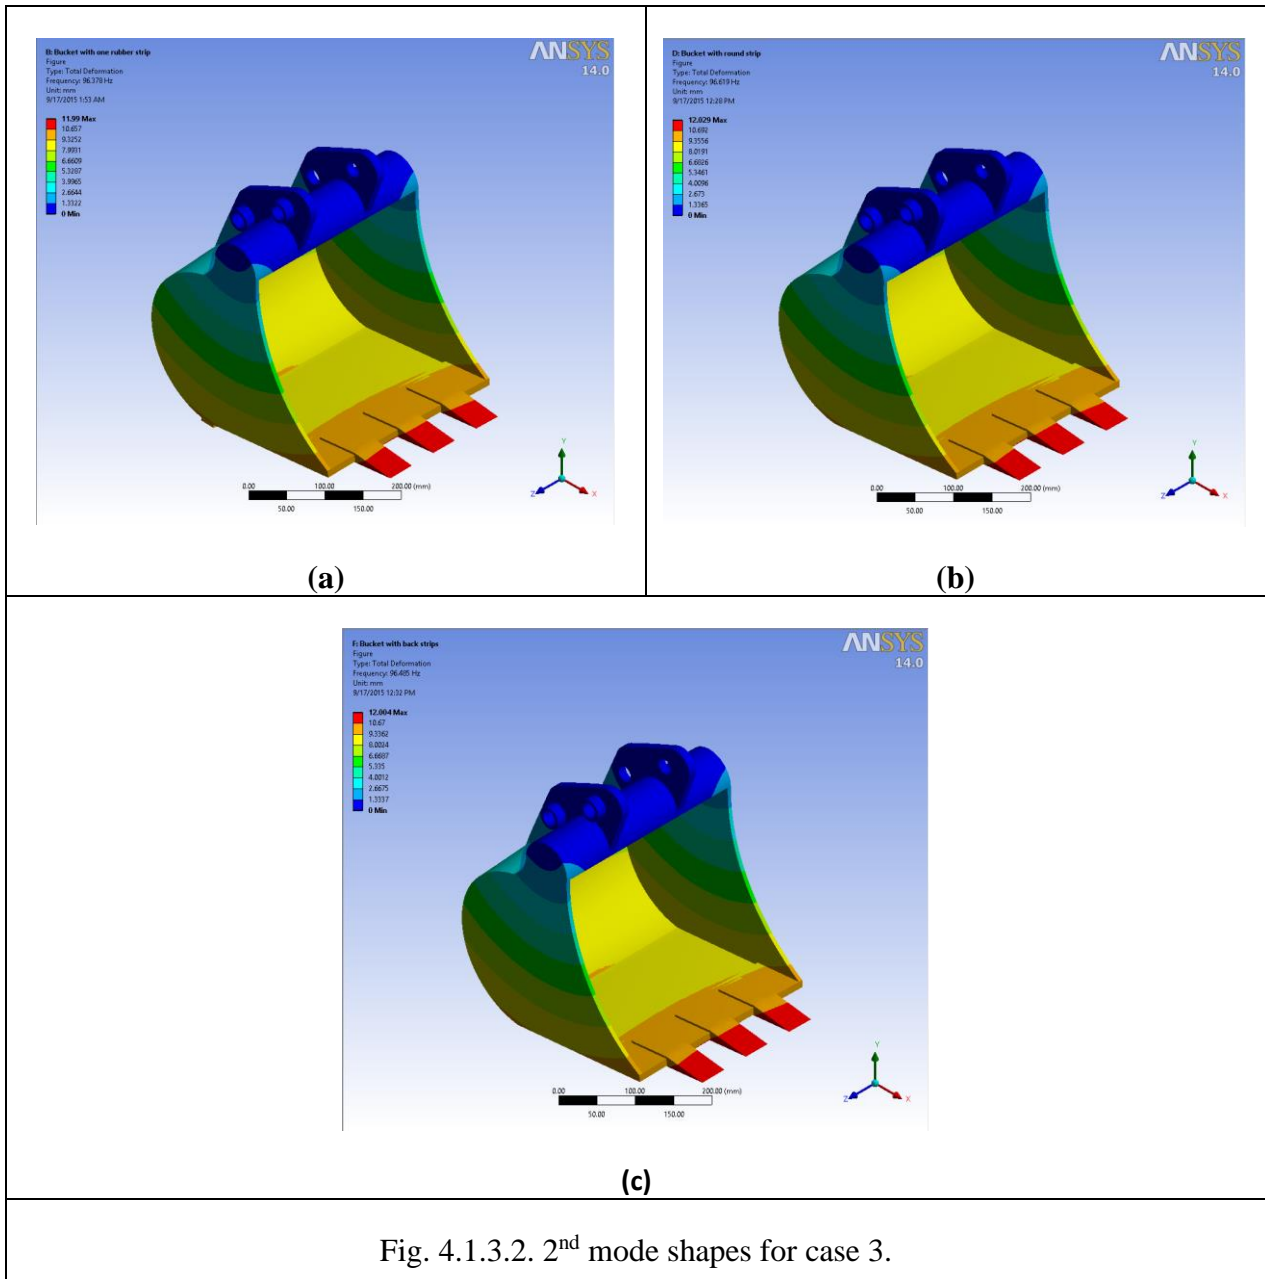 B: Bucket with one rubber strip
Figure
Type: Total Deformation
Frequency: 96.378 Hz
Unit: mm
9/17/2015 1:53 AM
11.99 Max
10.657
9.3252
7.9931
6.6609
5.3287
3.9965
2.6644
1.3322
0 Min
ANSYS
14.0
0.00 100.00 200.00 (mm)
50.00 150.00
Y
Z X
(a)
D: Bucket with round strip
Figure
Type: Total Deformation
Frequency: 96.619 Hz
Unit: mm
9/17/2015 12:28 PM
12.029 Max
10.692
9.3556
8.0191
6.6826
5.3461
4.0096
2.673
1.3365
0 Min
ANSYS
14.0
0.00 100.00 200.00 (mm)
50.00 150.00
Y
Z X
(b)
F: Bucket with back strips
Figure
Type: Total Deformation
Frequency: 96.485 Hz
Unit: mm
9/17/2015 12:32 PM
12.004 Max
10.67
9.3362
8.0024
6.6687
5.335
4.0012
2.6675
1.3337
0 Min
ANSYS
14.0
0.00 100.00 200.00 (mm)
50.00 150.00
Y
Z X
(c)
Fig. 4.1.3.2. 2nd mode shapes for case 3.